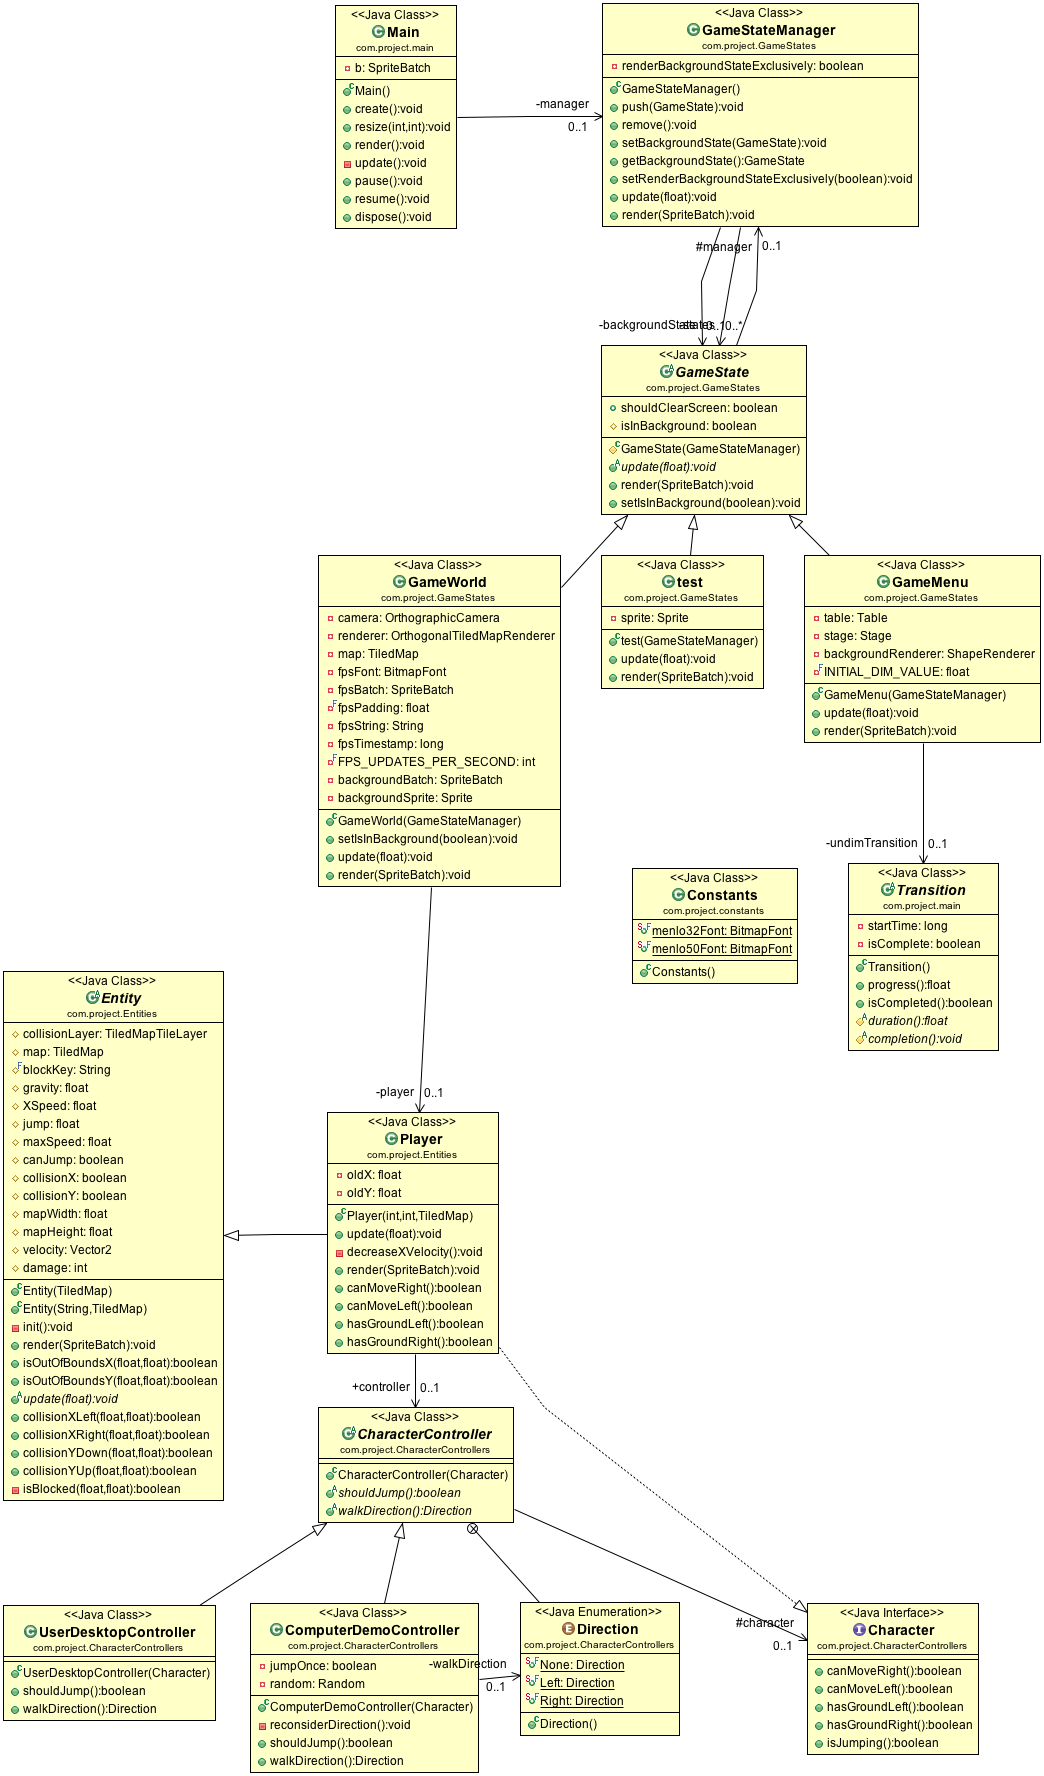 <<Java Class>>
Main
com.project.main
b: SpriteBatch
Main()
create():void
resize(int,int):void
render():void
update():void
pause():void
resume():void
dispose():void
<<Java Class>>
GameStateManager
com.project.GameStates
renderBackgroundStateExclusively: boolean
GameStateManager()
push(GameState):void
remove():void
setBackgroundState(GameState):void
getBackgroundState():GameState
setRenderBackgroundStateExclusively(boolean):void
update(float):void
render(SpriteBatch):void
-manager
0..1
#manager
0..1
-backgroundState
0..1
0..*
<<Java Class>>
GameState
com.project.GameStates
shouldClearScreen: boolean
isInBackground: boolean
GameState(GameStateManager)
update(float):void
render(SpriteBatch):void
setIsInBackground(boolean):void
<<Java Class>>
GameWorld
com.project.GameStates
camera: OrthographicCamera
renderer: OrthogonalTiledMapRenderer
map: TiledMap
fpsFont: BitmapFont
fpsBatch: SpriteBatch
fpsPadding: float
fpsString: String
fpsTimestamp: long
FPS_UPDATES_PER_SECOND: int
backgroundBatch: SpriteBatch
backgroundSprite: Sprite
GameWorld(GameStateManager)
setIsInBackground(boolean):void
update(float):void
render(SpriteBatch):void
<<Java Class>>
test
com.project.GameStates
sprite: Sprite
test(GameStateManager)
update(float):void
render(SpriteBatch):void
<<Java Class>>
GameMenu
com.project.GameStates
table: Table
stage: Stage
backgroundRenderer: ShapeRenderer
INITIAL_DIM_VALUE: float
GameMenu(GameStateManager)
update(float):void
render(SpriteBatch):void
-undimTransition
0..1
<<Java Class>>
Transition
com.project.main
startTime: long
isComplete: boolean
Transition()
progress():float
isCompleted():boolean
duration():float
completion():void
<<Java Class>>
Constants
com.project.constants
menlo32Font: BitmapFont
menlo50Font: BitmapFont
Constants()
<<Java Class>>
Entity
com.project.Entities
collisionLayer: TiledMapTileLayer
map: TiledMap
blockKey: String
gravity: float
XSpeed: float
jump: float
maxSpeed: float
canJump: boolean
collisionX: boolean
collisionY: boolean
mapWidth: float
mapHeight: float
velocity: Vector2
damage: int
Entity(TiledMap)
Entity(String,TiledMap)
init():void
render(SpriteBatch):void
isOutOfBoundsX(float,float):boolean
isOutOfBoundsY(float,float):boolean
update(float):void
collisionXLeft(float,float):boolean
collisionXRight(float,float):boolean
collisionYDown(float,float):boolean
collisionYUp(float,float):boolean
isBlocked(float,float):boolean
-player
0..1
<<Java Class>>
Player
com.project.Entities
oldX: float
oldY: float
Player(int,int,TiledMap)
update(float):void
decreaseXVelocity():void
render(SpriteBatch):void
canMoveRight():boolean
canMoveLeft():boolean
hasGroundLeft():boolean
hasGroundRight():boolean
+controller
0..1
<<Java Class>>
CharacterController
com.project.CharacterControllers
CharacterController(Character)
shouldJump():boolean
walkDirection():Direction
<<Java Class>>
UserDesktopController
com.project.CharacterControllers
UserDesktopController(Character)
shouldJump():boolean
walkDirection():Direction
<<Java Class>>
ComputerDemoController
com.project.CharacterControllers
jumpOnce: boolean
random: Random
ComputerDemoController(Character)
reconsiderDirection():void
shouldJump():boolean
walkDirection():Direction
-walkDirection
0..1
<<Java Enumeration>>
Direction
com.project.CharacterControllers
None: Direction
Left: Direction
Right: Direction
Direction()
#character
0..1
<<Java Interface>>
Character
com.project.CharacterControllers
canMoveRight():boolean
canMoveLeft():boolean
hasGroundLeft():boolean
hasGroundRight():boolean
isJumping():boolean